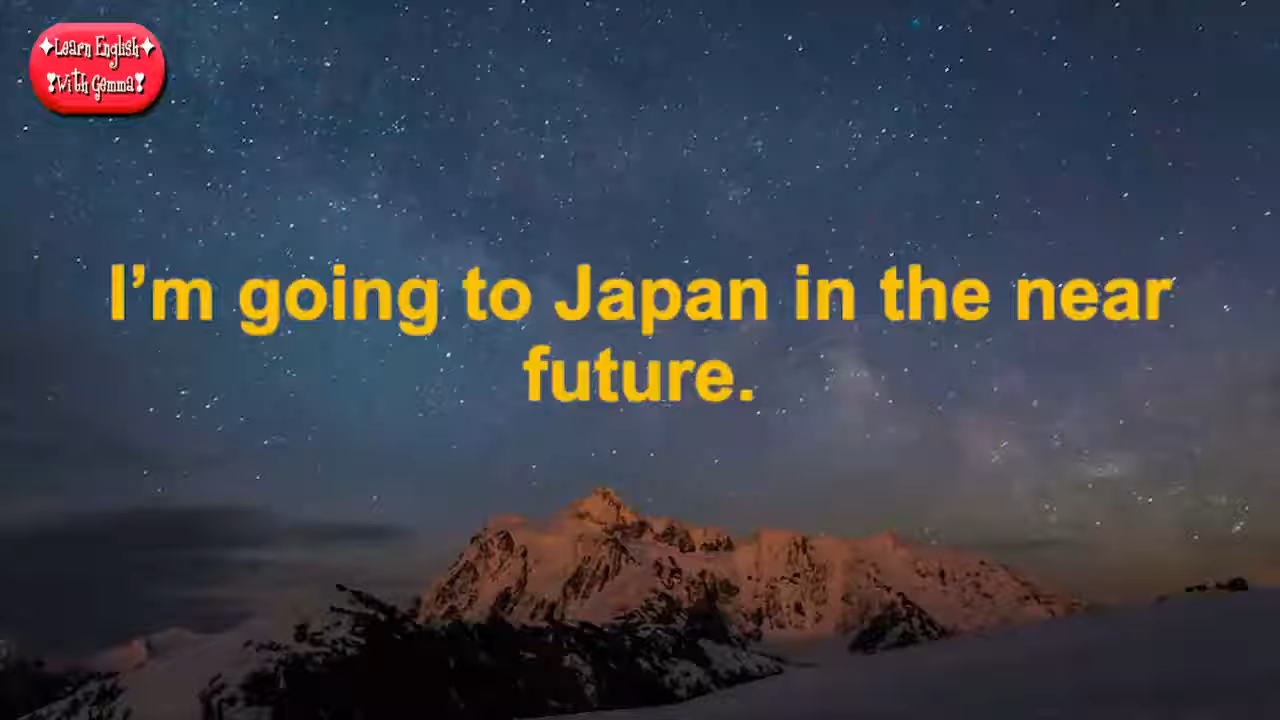 ✦Learn English✦
❣With Gemma❣
I’m going to Japan in the near
future.